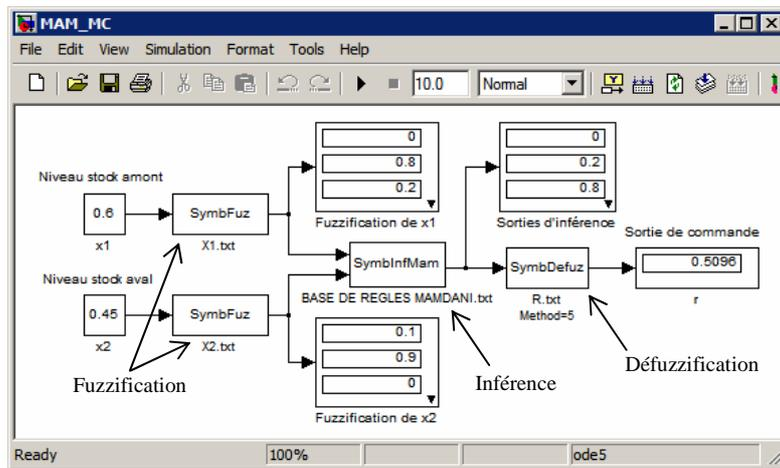 MAM_MC
File Edit View Simulation Format Tools Help
10.0 Normal
Niveau stock amont
0.6
x1
SymbFuz
X1.txt
0
0.8
0.2
Fuzzification de x1
0
0.2
0.8
Sorties d'inférence
Niveau stock aval
0.45
x2
SymbFuz
X2.txt
SymbInfMam
BASE DE REGLES MAMDANI.txt
SymbDefuz
R.txt
Method=5
Sortie de commande
0.5096
r
0.1
0.9
0
Fuzzification de x2
Fuzzification
Inférence
Défuzzification
Ready 100% ode5